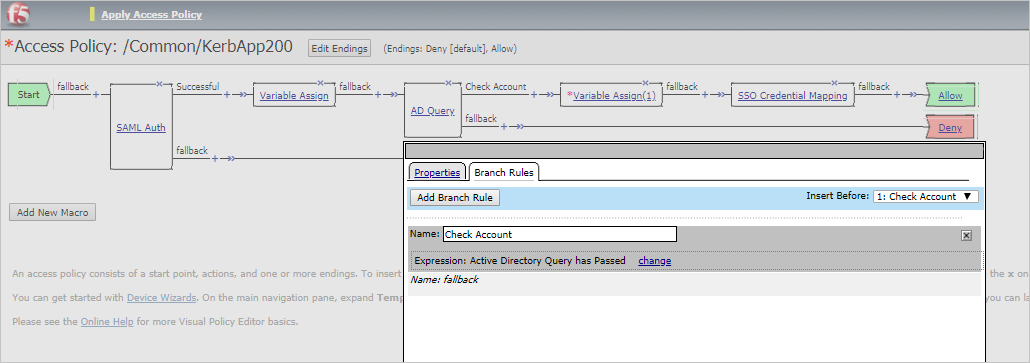 f5
Apply Access Policy
*Access Policy: /Common/KerbApp200 Edit Endings (Endings: Deny [default], Allow)
Start fallback + SAML Auth Successful + Variable Assign fallback + AD Query Check Account + *Variable Assign(1) fallback + SSO Credential Mapping fallback + Allow
fallback + Deny
fallback +
Properties Branch Rules
Add Branch Rule Insert Before: 1: Check Account
Add New Macro
Name: Check Account
Expression: Active Directory Query has Passed change
Name: fallback
An access policy consists of a start point, actions, and one or more endings. To insert the x on
You can get started with Device Wizards. On the main navigation pane, expand Temp you can la
Please see the Online Help for more Visual Policy Editor basics.